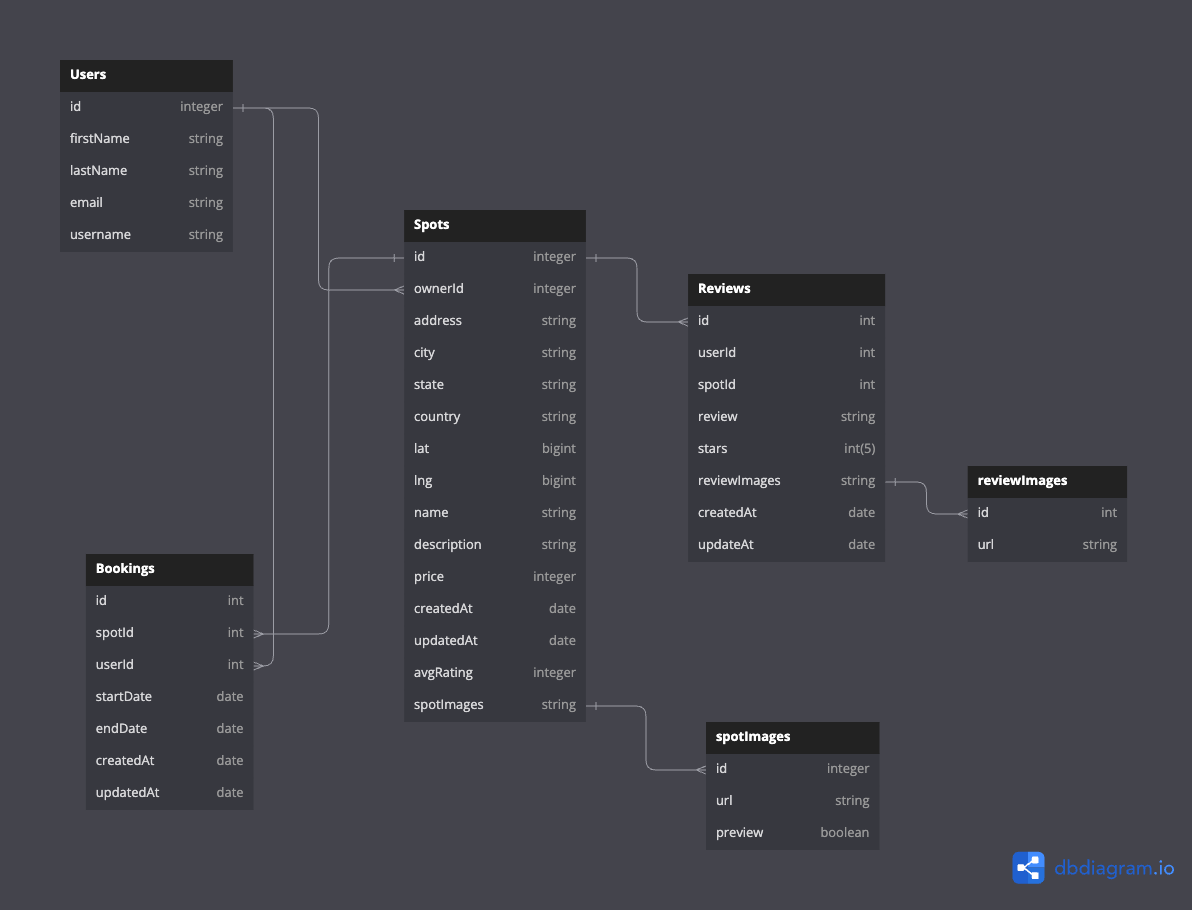 Users
id integer
firstName string
lastName string
email string
username string
Spots
id integer
ownerId integer
address string
city string
state string
country string
lat bigint
lng bigint
name string
description string
price integer
createdAt date
updatedAt date
avgRating integer
spotImages string
Reviews
id int
userId int
spotId int
review string
stars int(5)
reviewImages string
createdAt date
updateAt date
reviewImages
id int
url string
Bookings
id int
spotId int
userId int
startDate date
endDate date
createdAt date
updatedAt date
spotImages
id integer
url string
preview boolean
dbdiagram.io